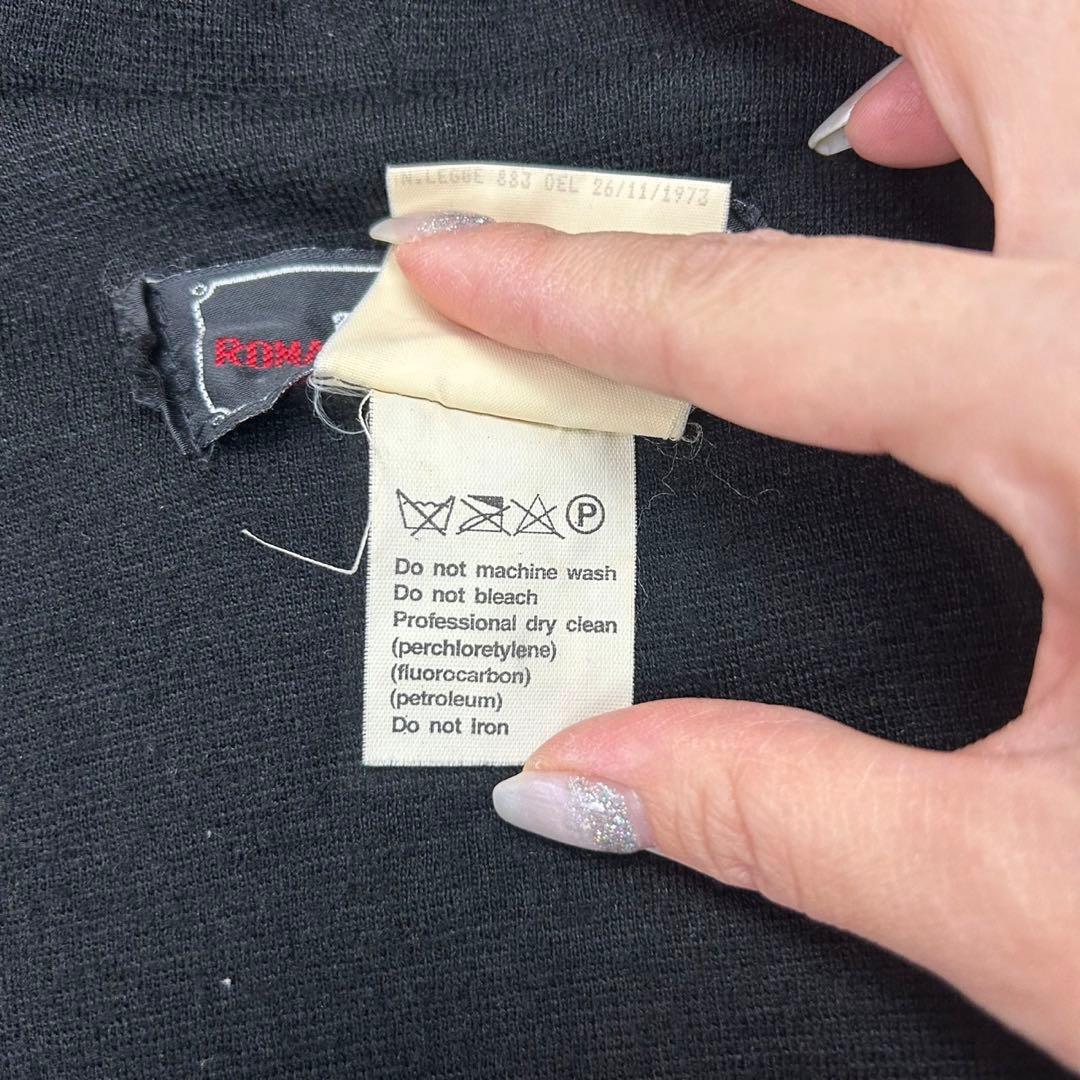 N.LEGGE 883 DEL 26/11/1973
ROMA
P
Do not machine wash
Do not bleach
Professional dry clean
(perchloretylene)
(fluorocarbon)
(petroleum)
Do not Iron